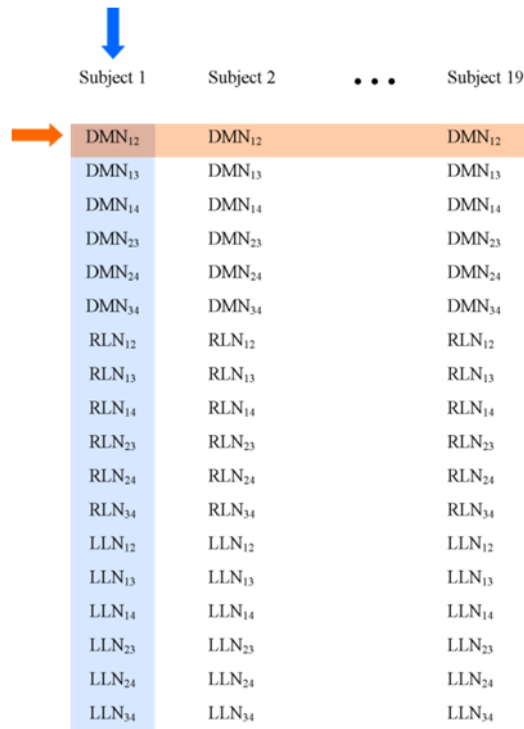 Subject 1 Subject 2 • • • Subject 19
DMN₁₂ DMN₁₂ DMN₁₂
DMN₁₃ DMN₁₃ DMN₁₃
DMN₁₄ DMN₁₄ DMN₁₄
DMN₂₃ DMN₂₃ DMN₂₃
DMN₂₄ DMN₂₄ DMN₂₄
DMN₃₄ DMN₃₄ DMN₃₄
RLN₁₂ RLN₁₂ RLN₁₂
RLN₁₃ RLN₁₃ RLN₁₃
RLN₁₄ RLN₁₄ RLN₁₄
RLN₂₃ RLN₂₃ RLN₂₃
RLN₂₄ RLN₂₄ RLN₂₄
RLN₃₄ RLN₃₄ RLN₃₄
LLN₁₂ LLN₁₂ LLN₁₂
LLN₁₃ LLN₁₃ LLN₁₃
LLN₁₄ LLN₁₄ LLN₁₄
LLN₂₃ LLN₂₃ LLN₂₃
LLN₂₄ LLN₂₄ LLN₂₄
LLN₃₄ LLN₃₄ LLN₃₄